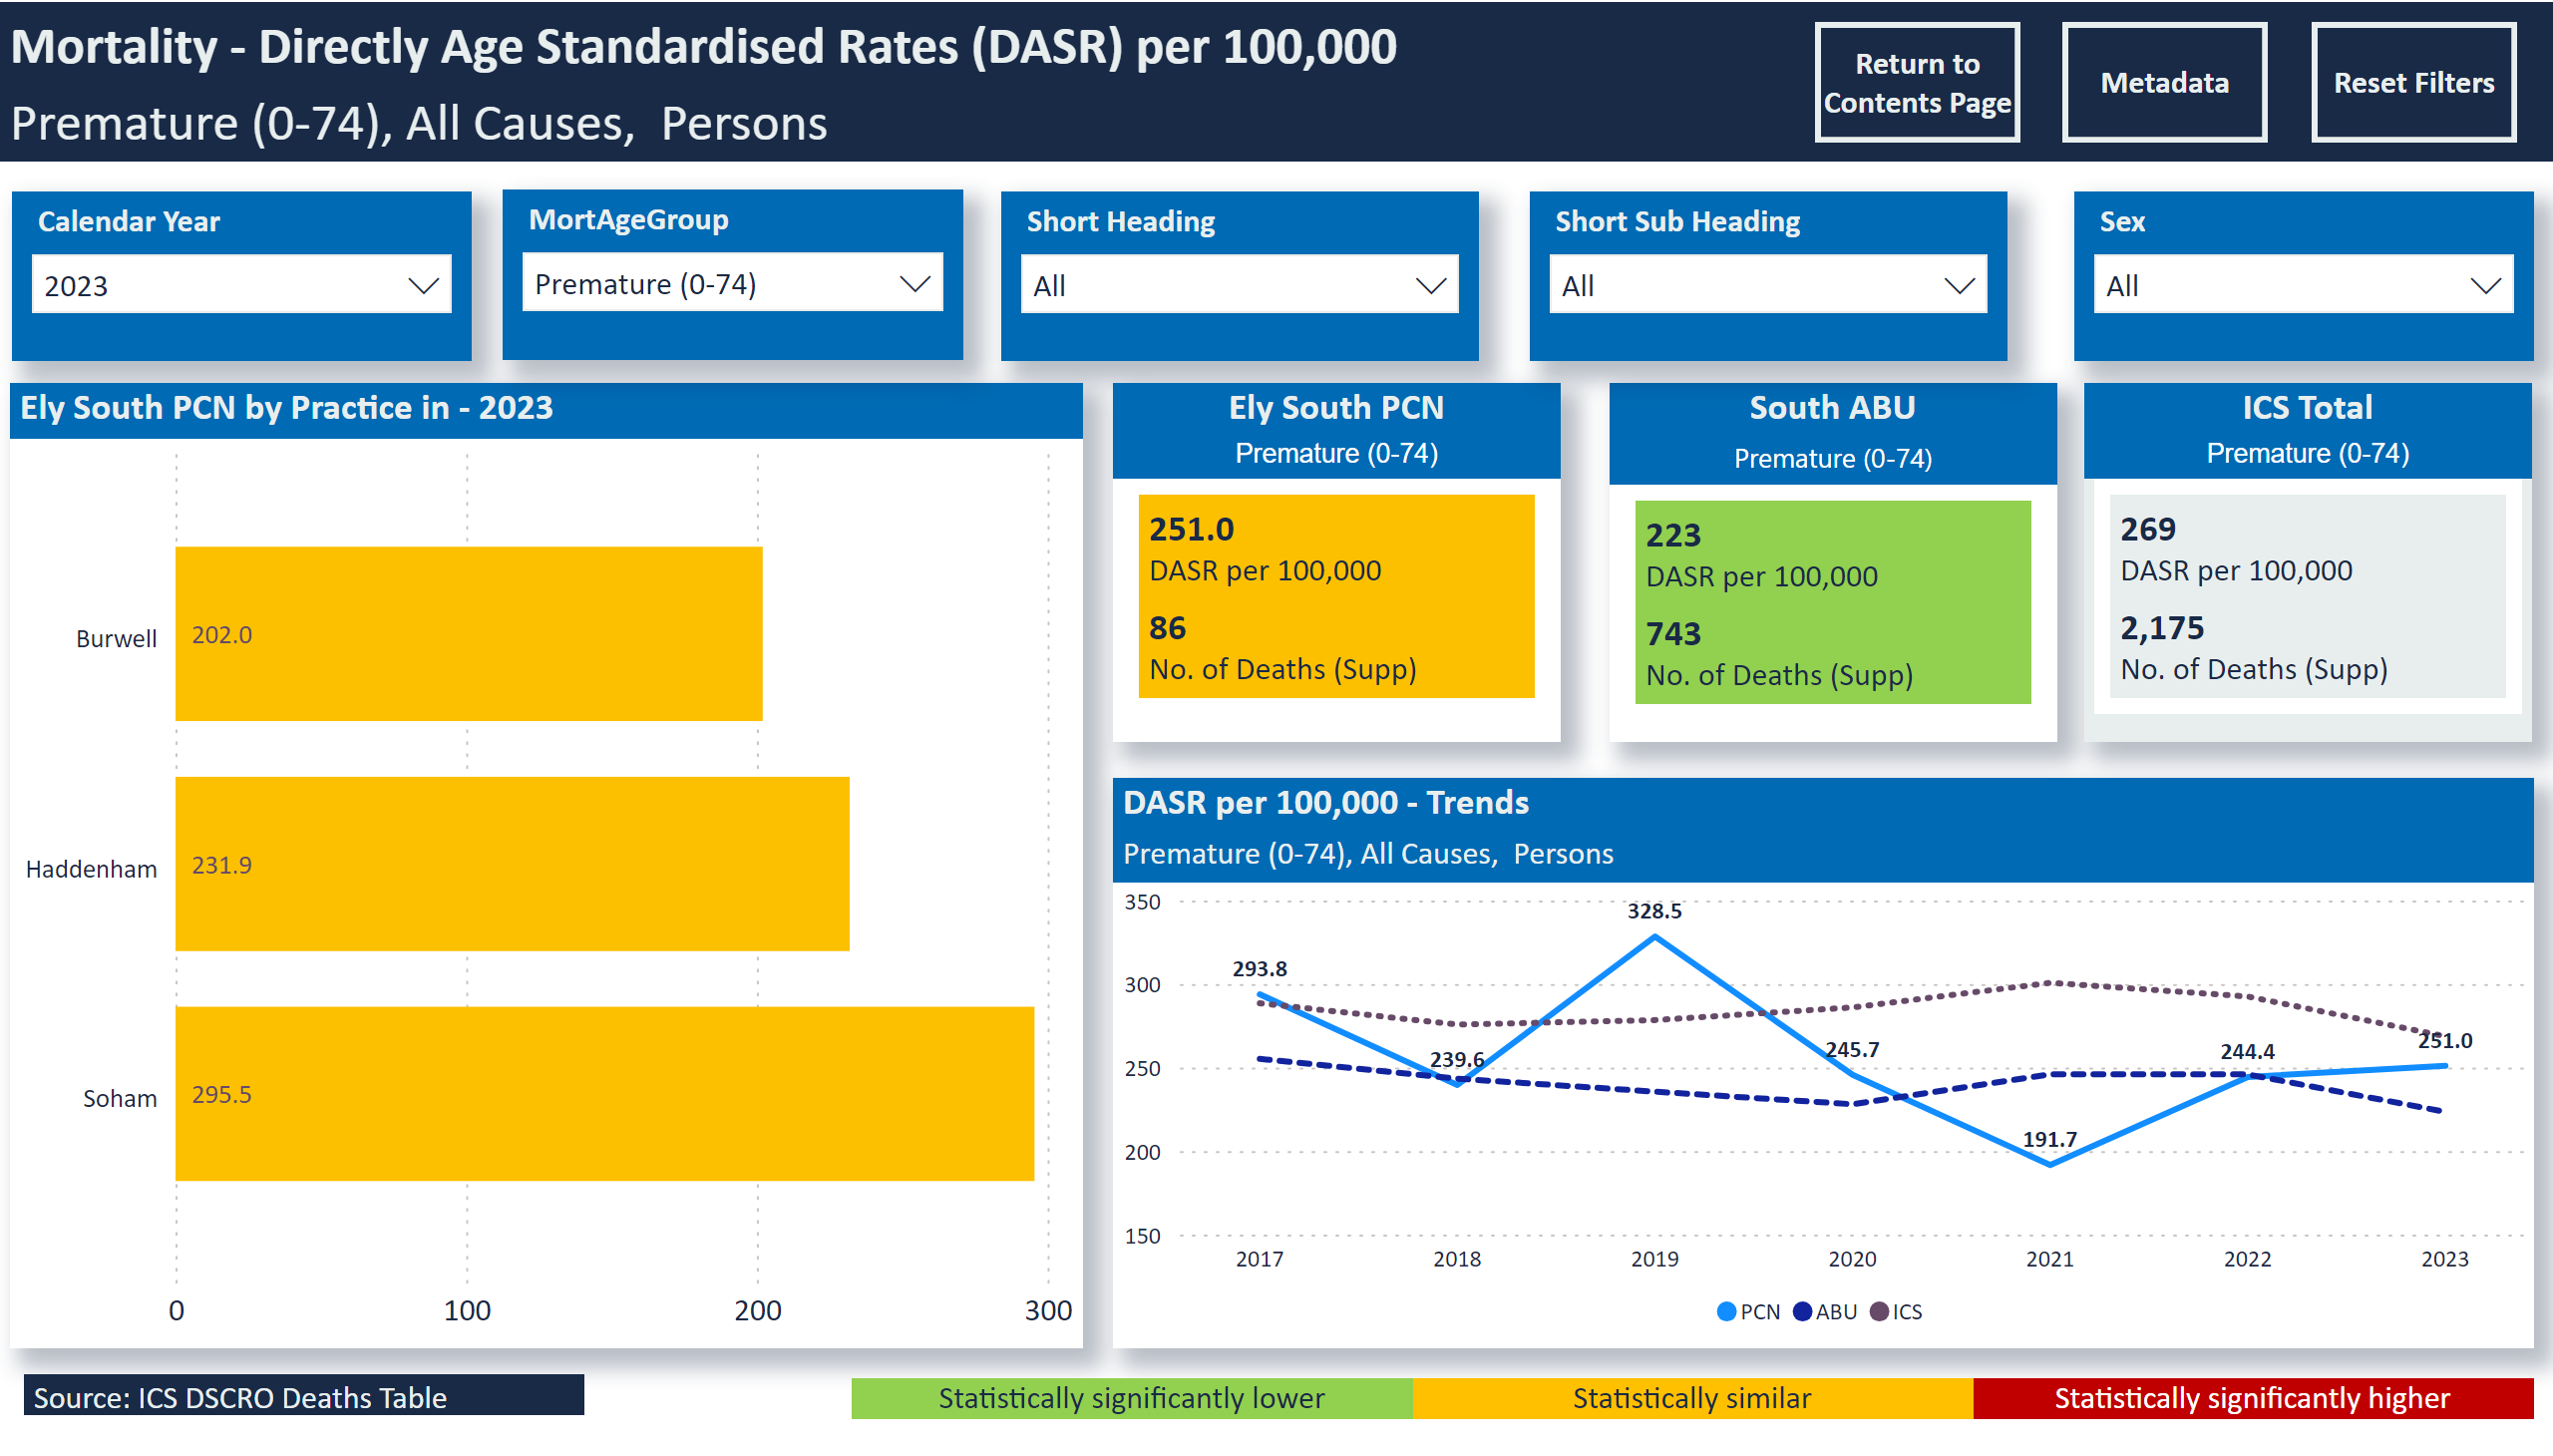 Mortality - Directly Age Standardised Rates (DASR) per 100,000
Premature (0-74), All Causes,  Persons
Return to
Contents Page
Metadata
Reset Filters
Calendar Year
2023
MortAgeGroup
Premature (0-74)
Short Heading
All
Short Sub Heading
All
Sex
All
Ely South PCN by Practice in - 2023
Burwell
202.0
Haddenham
231.9
Soham
295.5
0
100
200
300
Ely South PCN
Premature (0-74)
251.0
DASR per 100,000
86
No. of Deaths (Supp)
South ABU
Premature (0-74)
223
DASR per 100,000
743
No. of Deaths (Supp)
ICS Total
Premature (0-74)
269
DASR per 100,000
2,175
No. of Deaths (Supp)
DASR per 100,000 - Trends
Premature (0-74), All Causes,  Persons
350
300
250
200
150
293.8
239.6
328.5
245.7
191.7
244.4
251.0
2017
2018
2019
2020
2021
2022
2023
PCN
ABU
ICS
Source: ICS DSCRO Deaths Table
Statistically significantly lower
Statistically similar
Statistically significantly higher